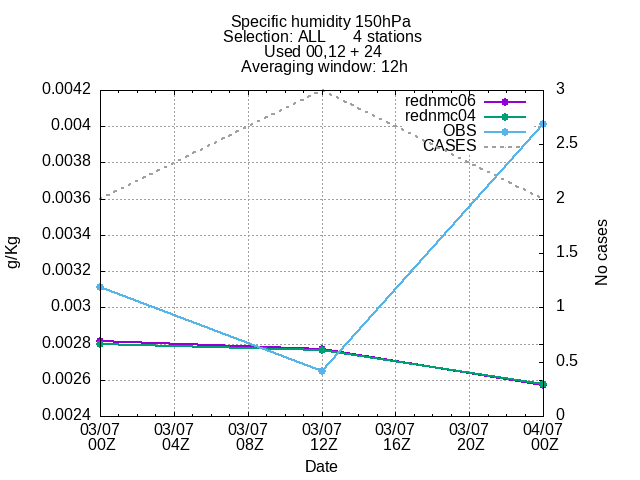 Specific humidity 150hPa
Selection: ALL 4 stations
Used 00,12 + 24
Averaging window: 12h
rednmc06
rednmc04
OBS
CASES
0.0042
0.004
0.0038
0.0036
0.0034
0.0032
0.003
0.0028
0.0026
0.0024
g/Kg
3
2.5
2
1.5
1
0.5
0
No cases
03/07 03/07 03/07 03/07 03/07 03/07 04/07
00Z 04Z 08Z 12Z 16Z 20Z 00Z
Date